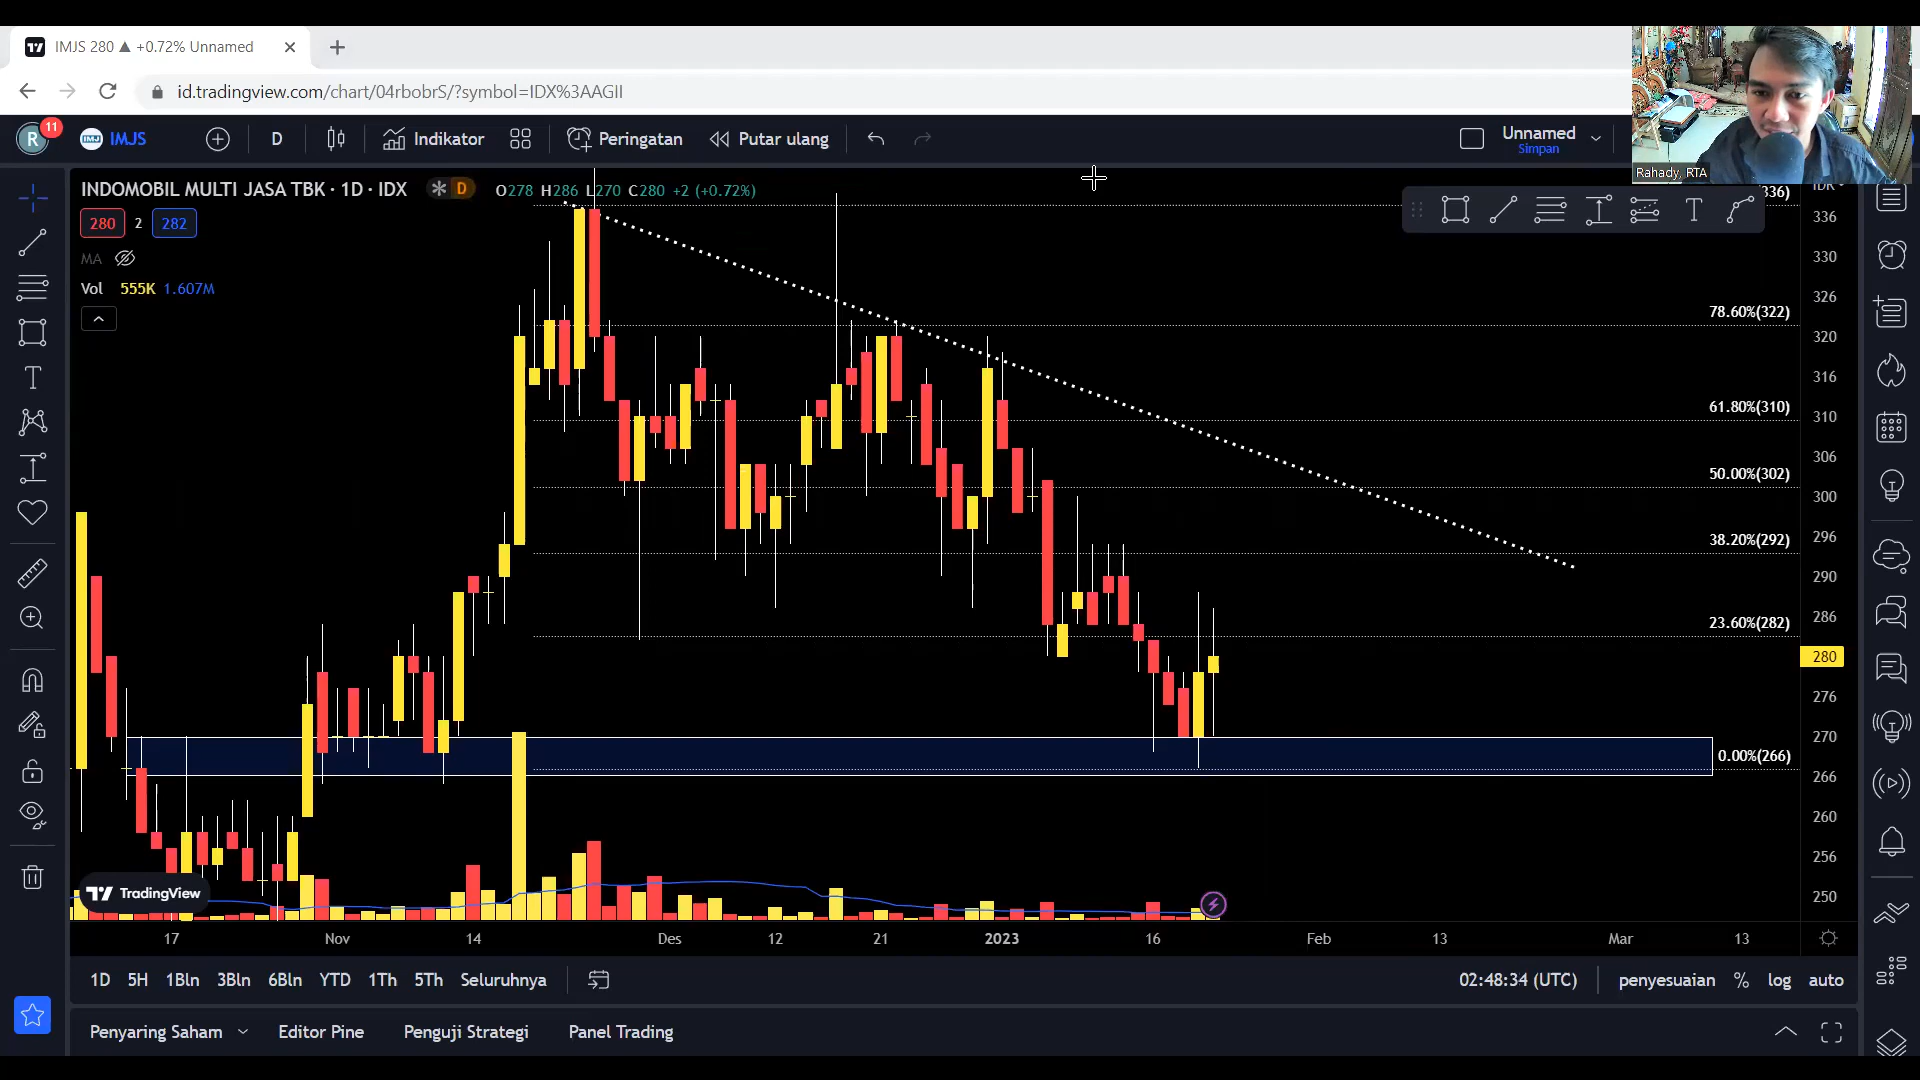 IMJS 280 ▲ +0.72% Unnamed
id.tradingview.com/chart/04rbobrS/?symbol=IDX%3AAGII
R 11 IMJ IMJS D Indikator Peringatan Putar ulang Unnamed Simpan
Rahady, RTA
INDOMOBIL MULTI JASA TBK · 1D · IDX D O278 H286 L270 C280 +2 (+0.72%)
280 2 282
MA
Vol 555K 1.607M
T
T
336)
78.60%(322)
61.80%(310)
50.00%(302)
38.20%(292)
23.60%(282)
0.00%(266)
336
330
326
320
316
310
306
300
296
290
286
280
276
270
266
260
256
250
TradingView
17 Nov 14 Des 12 21 2023 16 Feb 13 Mar 13
1D 5H 1Bln 3Bln 6Bln YTD 1Th 5Th Seluruhnya 02:48:34 (UTC) penyesuaian % log auto
Penyaring Saham Editor Pine Penguji Strategi Panel Trading